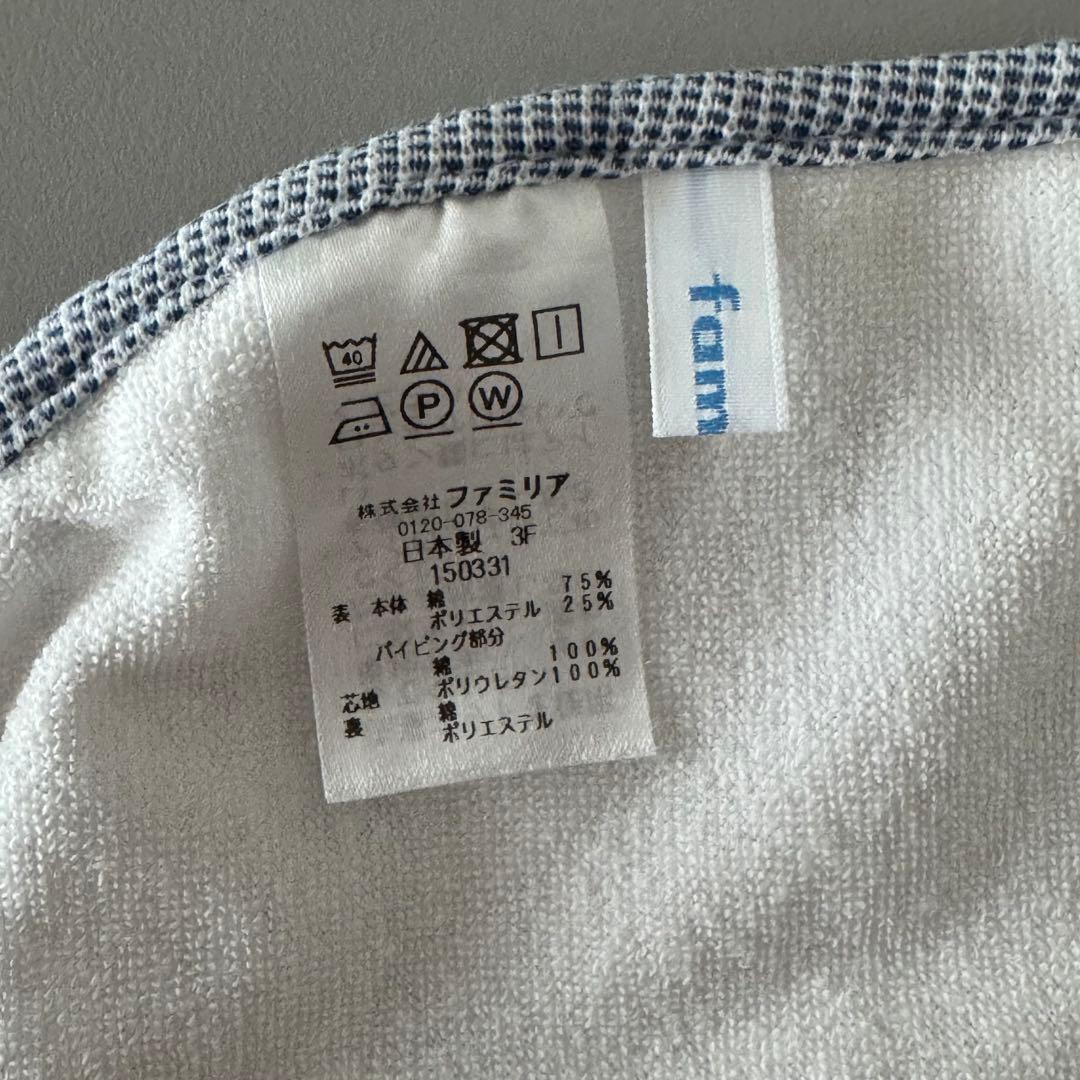 40
P W
株式会社 ファミリア
0120-078-345
日本製 3F
150331
表 本体 綿 75%
ポリエステル 25%
パイピング部分
綿 100%
芯地 ポリウレタン100%
裏 綿
ポリエステル
fam